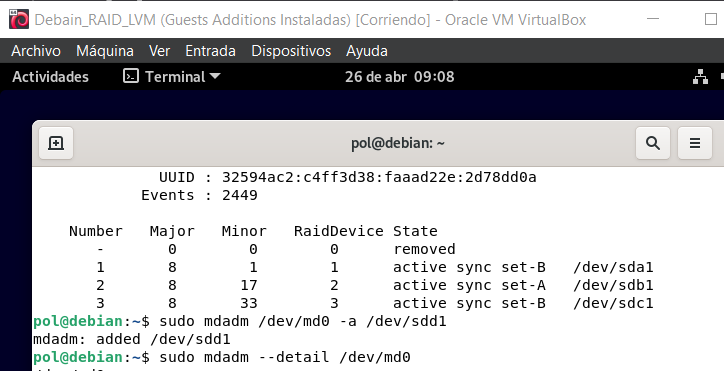 Debain_RAID_LVM (Guests Additions Instaladas) [Corriendo] - Oracle VM VirtualBox
Archivo Máquina Ver Entrada Dispositivos Ayuda
Actividades Terminal 26 de abr 09:08
pol@debian: ~
UUID : 32594ac2:c4ff3d38:faaad22e:2d78dd0a
Events : 2449
Number Major Minor RaidDevice State
- 0 0 0 removed
1 8 1 1 active sync set-B /dev/sda1
2 8 17 2 active sync set-A /dev/sdb1
3 8 33 3 active sync set-B /dev/sdc1
pol@debian:~$ sudo mdadm /dev/md0 -a /dev/sdd1
mdadm: added /dev/sdd1
pol@debian:~$ sudo mdadm --detail /dev/md0